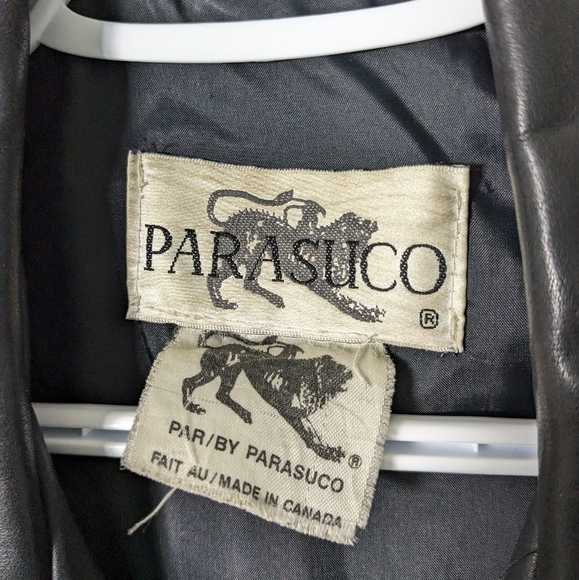 PARASUCO
®
PAR/BY PARASUCO ®
FAIT AU/MADE IN CANADA